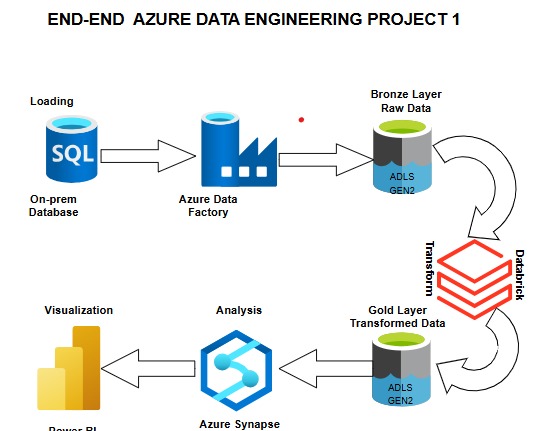 END-END AZURE DATA ENGINEERING PROJECT 1
Loading
SQL
On-prem
Database
Azure Data
Factory
Bronze Layer
Raw Data
ADLS
GEN2
Transform
Databrick
Gold Layer
Transformed Data
ADLS
GEN2
Analysis
Azure Synapse
Visualization
Power BI